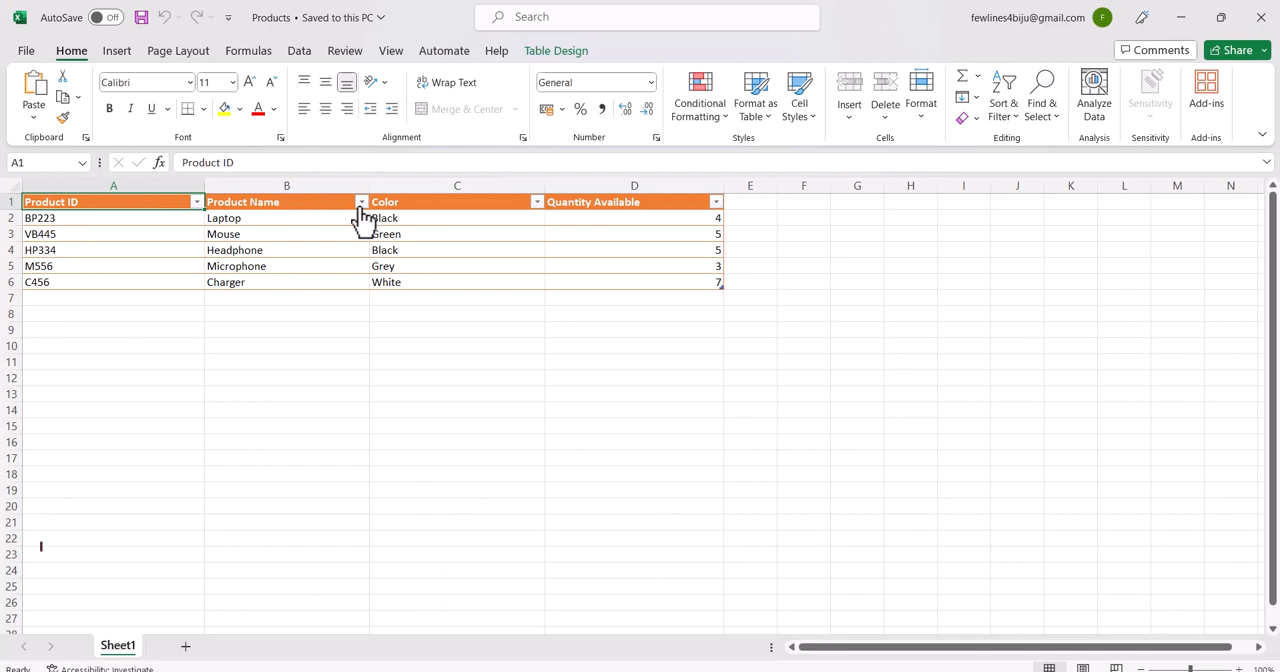 AutoSave Off Products • Saved to this PC Search fewlines4biju@gmail.com F
File Home Insert Page Layout Formulas Data Review View Automate Help Table Design Comments Share
Paste Calibri 11 A A Wrap Text General Conditional Formatting Format as Table Cell Styles Insert Delete Format Sort & Filter Find & Select Analyze Data Sensitivity Add-ins
B I U A Merge & Center % 9
Clipboard Font Alignment Number Styles Cells Editing Analysis Sensitivity Add-ins
A1 fx Product ID
A B C D E F G H I J K L M N
1 Product ID Product Name Color Quantity Available
2 BP223 Laptop Black 4
3 VB445 Mouse Green 5
4 HP334 Headphone Black 5
5 M556 Microphone Grey 3
6 C456 Charger White 7
7
8
9
10
11
12
13
14
15
16
17
18
19
20
21
22
23
24
25
26
27
28
Sheet1 +
Ready Accessibility: Investigate 100%